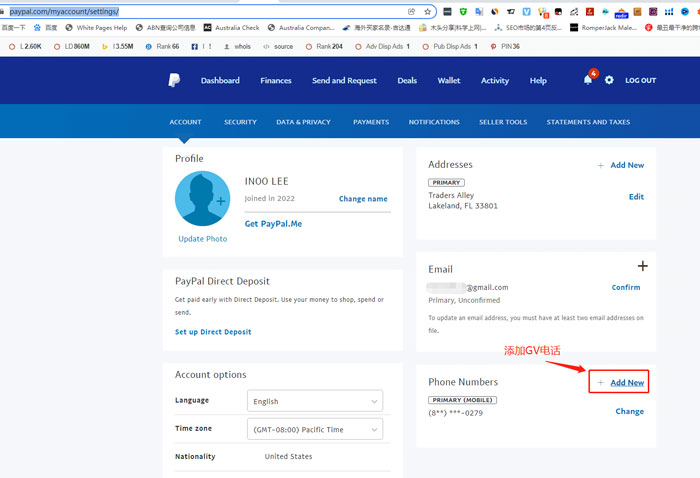 paypal.com/myaccount/settings/
百度一下
百度
White Pages Help
ABN查询公司信息
Australia Check
Australia Compan...
海外买家名录-吉达通
木头分享|科学上网|...
SEO市场的第4页反...
RomperJack Male...
L 2.60K
LD 860M
I 3.55M
Rank 66
whois
source
Rank 204
Adv Disp Ads 1
Pub Disp Ads 1
PIN 36
Dashboard
Finances
Send and Request
Deals
Wallet
Activity
Help
4
LOG OUT
ACCOUNT
SECURITY
DATA & PRIVACY
PAYMENTS
NOTIFICATIONS
SELLER TOOLS
STATEMENTS AND TAXES
Profile
INOO LEE
Joined in 2022
Change name
Get PayPal.Me
Update Photo
PayPal Direct Deposit
Get paid early with Direct Deposit. Use your money to shop, spend or
send.
Set up Direct Deposit
Account options
Language
English
Time zone
(GMT-08:00) Pacific Time
Nationality
United States
Addresses
+ Add New
PRIMARY
Traders Alley
Lakeland, FL 33801
Edit
Email
+
@gmail.com
Confirm
Primary, Unconfirmed
To update an email address, you must have at least two email addresses on
file.
添加GV电话
Phone Numbers
+ Add New
PRIMARY (MOBILE)
(8**) ***-0279
Change